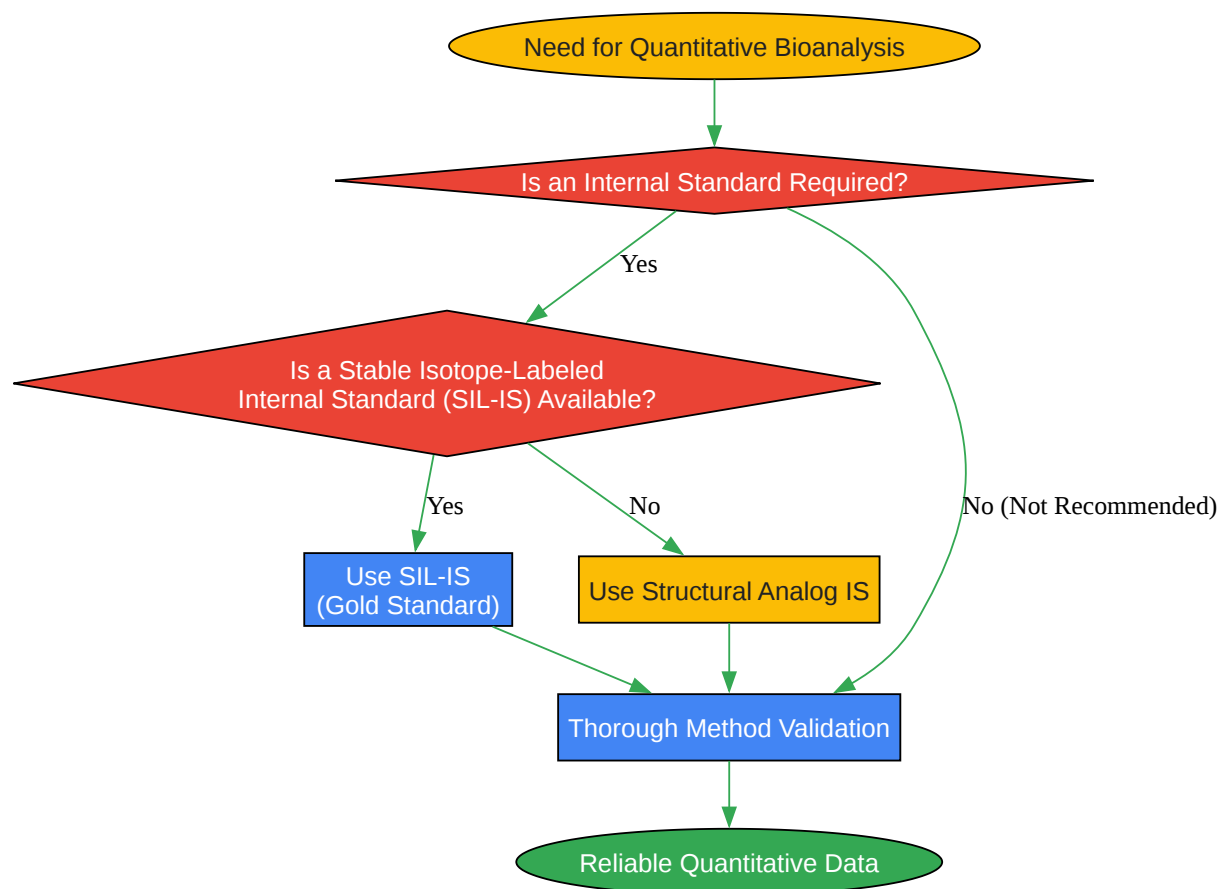 Need for Quantitative Bioanalysis
Is an Internal Standard Required?
Yes
Is a Stable Isotope-Labeled
Internal Standard (SIL-IS) Available?
Yes
No
No (Not Recommended)
Use SIL-IS
(Gold Standard)
Use Structural Analog IS
Thorough Method Validation
Reliable Quantitative Data